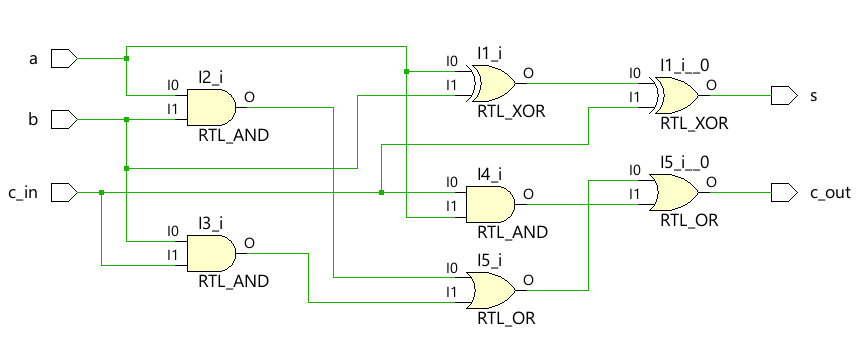 a
b
c_in
I2_i
I0
I1
O
RTL_AND
I3_i
I0
I1
O
RTL_AND
I1_i
I0
I1
O
RTL_XOR
I4_i
I0
I1
O
RTL_AND
I5_i
I0
I1
O
RTL_OR
I1_i__0
I0
I1
O
RTL_XOR
I5_i__0
I0
I1
O
RTL_OR
s
c_out